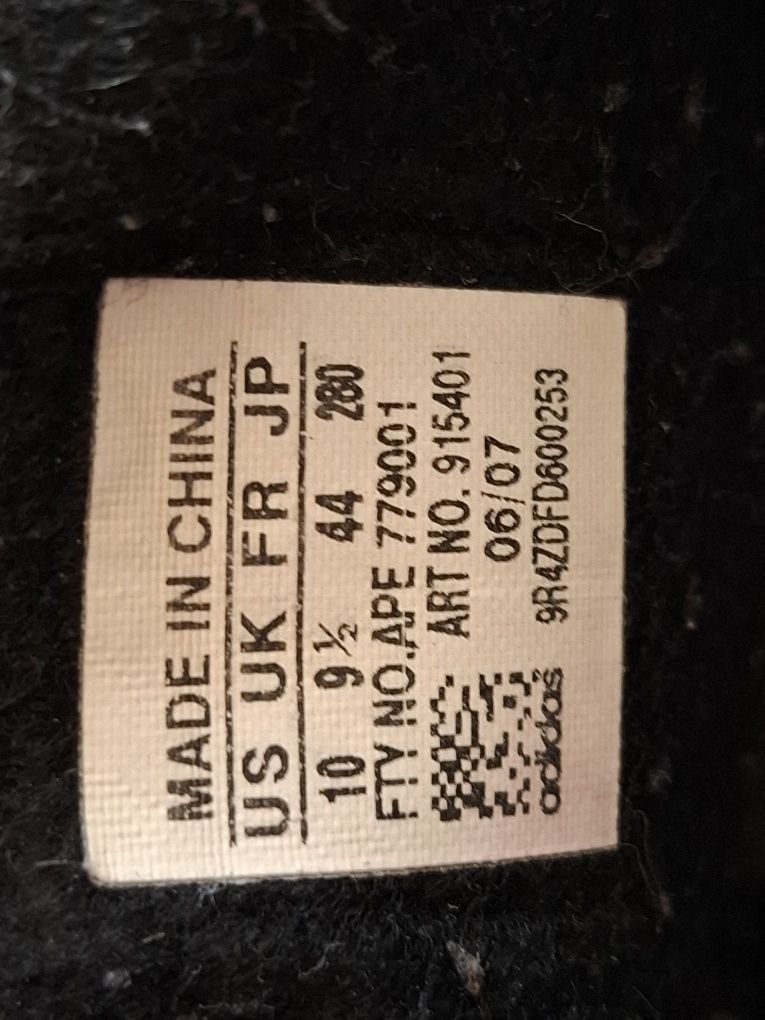 MADE IN CHINA
US UK FR JP
10 9½ 44 280
FTY NO.APE 779001
ART NO. 915401
06/07
adidas 9R4ZDFD600253